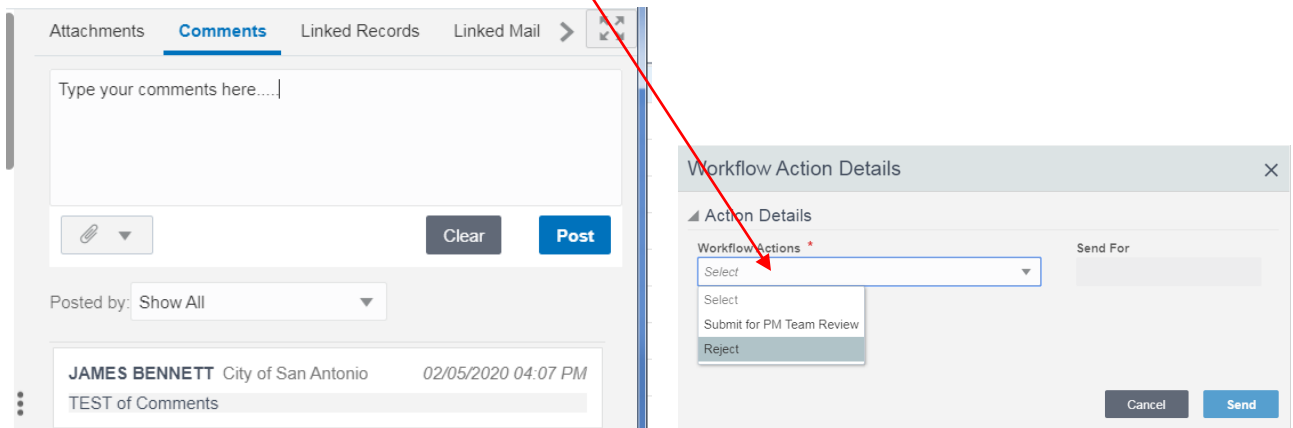 Attachments Comments Linked Records Linked Mail
Type your comments here.....
Clear Post
Posted by: Show All
JAMES BENNETT City of San Antonio 02/05/2020 04:07 PM
TEST of Comments
Workflow Action Details
Action Details
Workflow Actions * Send For
Select
Select
Submit for PM Team Review
Reject
Cancel Send